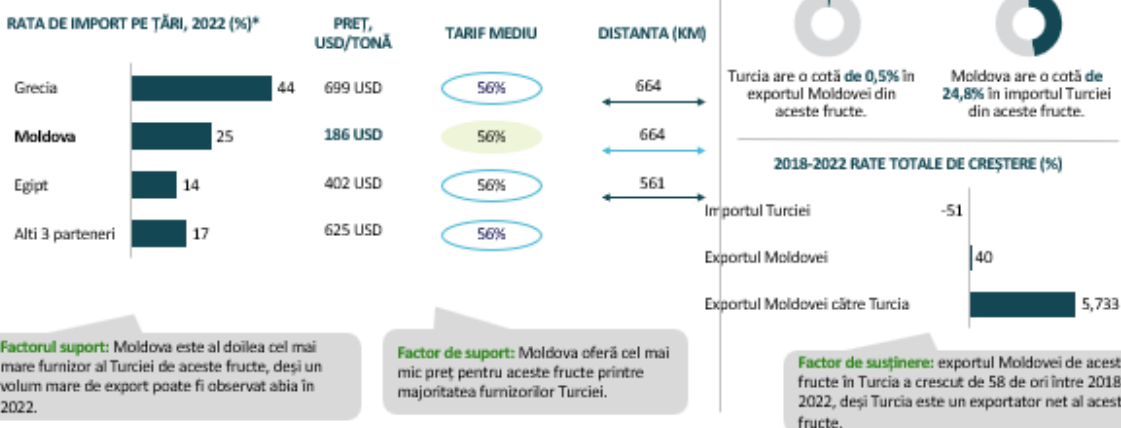 RATA DE IMPORT PE ȚĂRI, 2022 (%)*
PREȚ,
USD/TONĂ
TARIF MEDIU
DISTANTA (KM)
Grecia
44
699 USD
56%
664
Moldova
25
186 USD
56%
664
Egipt
14
402 USD
56%
561
Alti 3 parteneri
17
625 USD
56%
Factorul suport: Moldova este al doilea cel mai
mare furnizor al Turciei de aceste fructe, deși un
volum mare de export poate fi observat abia în
2022.
Factor de suport: Moldova oferă cel mai
mic preț pentru aceste fructe printre
majoritatea furnizorilor Turciei.
Turcia are o cotă de 0,5% în
exportul Moldovei din
aceste fructe.
Moldova are o cotă de
24,8% în importul Turciei
din aceste fructe.
2018-2022 RATE TOTALE DE CREȘTERE (%)
Importul Turciei
-51
Exportul Moldovei
40
Exportul Moldovei către Turcia
5,733
Factor de susținere: exportul Moldovei de acest
fructe în Turcia a crescut de 58 de ori între 2018
2022, deși Turcia este un exportator net al acest
fructe.